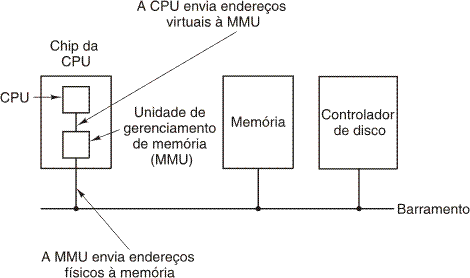 A CPU envia endereços
virtuais à MMU
Chip da
CPU
CPU
Unidade de
gerenciamento
de memória
(MMU)
Memória
Controlador
de disco
Barramento
A MMU envia endereços
físicos à memória